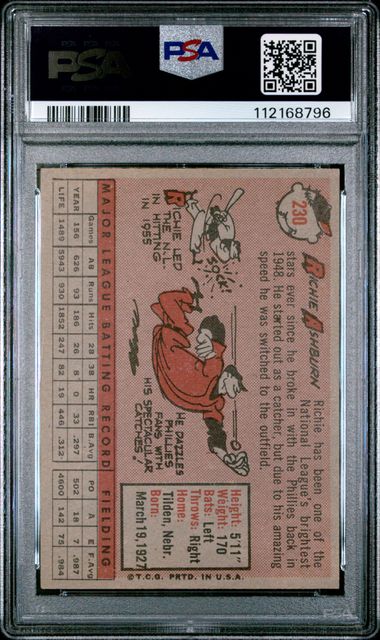 PSA
PSA
112168796
230
RICHIE ASHBURN
Richie has been one of the
National League's brightest
stars ever since he broke in with the Phillies back in
1948. He started out as a catcher, but due to his amazing
speed he was switched to the outfield.
SOCK!
RICHIE LED
THE N.L.
IN HITTING
IN 1955
HE DAZZLES
PHILLIES'
FANS WITH
HIS SPECTACULAR
CATCHES!
Height: 5'11"
Weight: 170
Bats: Left
Throws: Right
Home:
Tilden, Nebr.
Born:
March 19, 1927
MAJOR LEAGUE BATTING RECORD FIELDING
Games AB Runs Hits 2B 3B HR RBI B.Avg PO A E F.Avg
YEAR 156 626 93 186 26 8 0 33 .297 502 18 7 .987
LIFE 1489 5943 930 1852 247 82 19 446 .312 4600 142 75 .984
© T.C.G. PRTD. IN U.S.A.
PSA